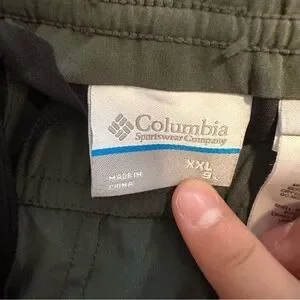 Columbia
Sportswear Company
XXL
MADE IN
CHINA